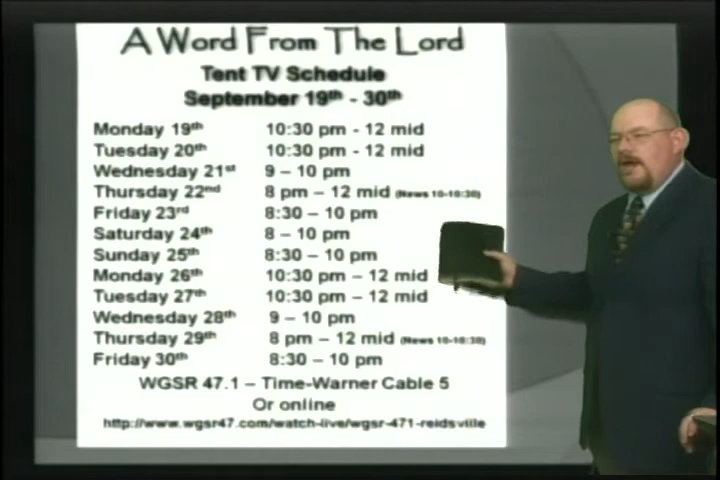 A Word From The Lord
Tent TV Schedule
September 19th - 30th
Monday 19th 10:30 pm - 12 mid
Tuesday 20th 10:30 pm - 12 mid
Wednesday 21st 9 – 10 pm
Thursday 22nd 8 pm – 12 mid (News 10-10:30)
Friday 23rd 8:30 – 10 pm
Saturday 24th 8 – 10 pm
Sunday 25th 8:30 – 10 pm
Monday 26th 10:30 pm – 12 mid
Tuesday 27th 10:30 pm – 12 mid
Wednesday 28th 9 – 10 pm
Thursday 29th 8 pm – 12 mid (News 10-10:30)
Friday 30th 8:30 – 10 pm
WGSR 47.1 – Time-Warner Cable 5
Or online
http://www.wgsr47.com/watch-live/wgsr-471-reidsville